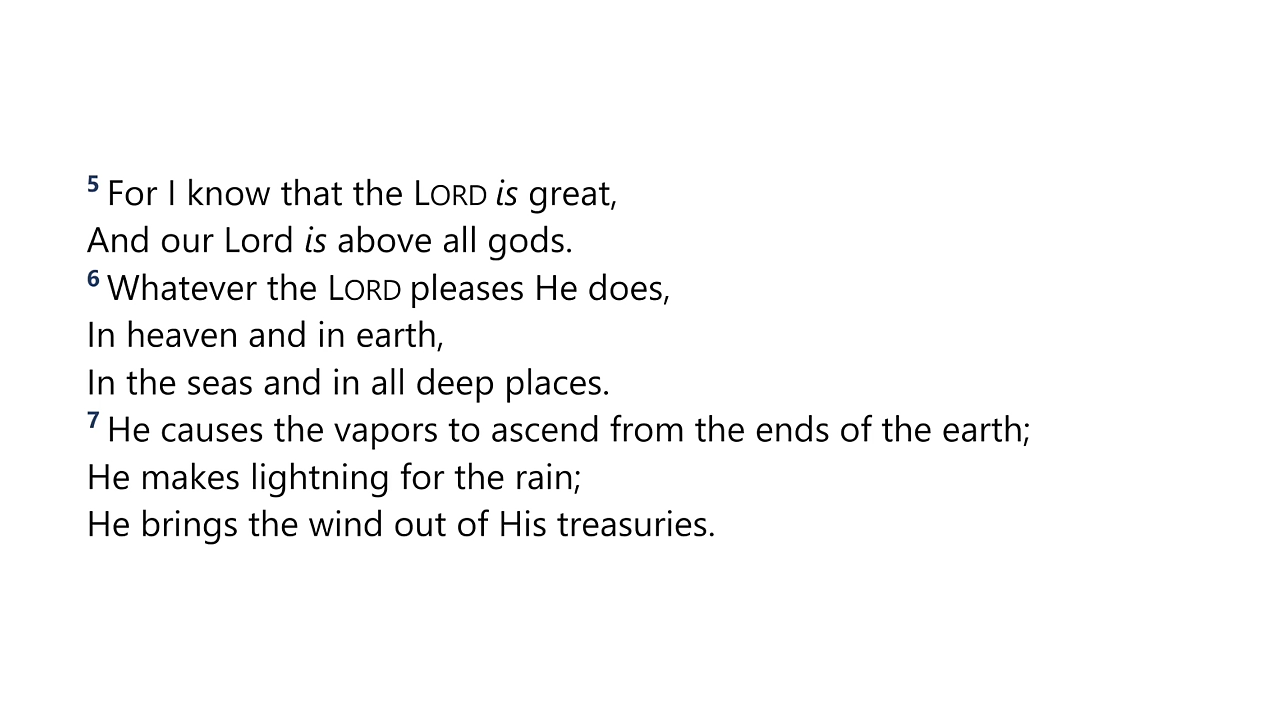 5 For I know that the LORD is great,
And our Lord is above all gods.
6 Whatever the LORD pleases He does,
In heaven and in earth,
In the seas and in all deep places.
7 He causes the vapors to ascend from the ends of the earth;
He makes lightning for the rain;
He brings the wind out of His treasuries.